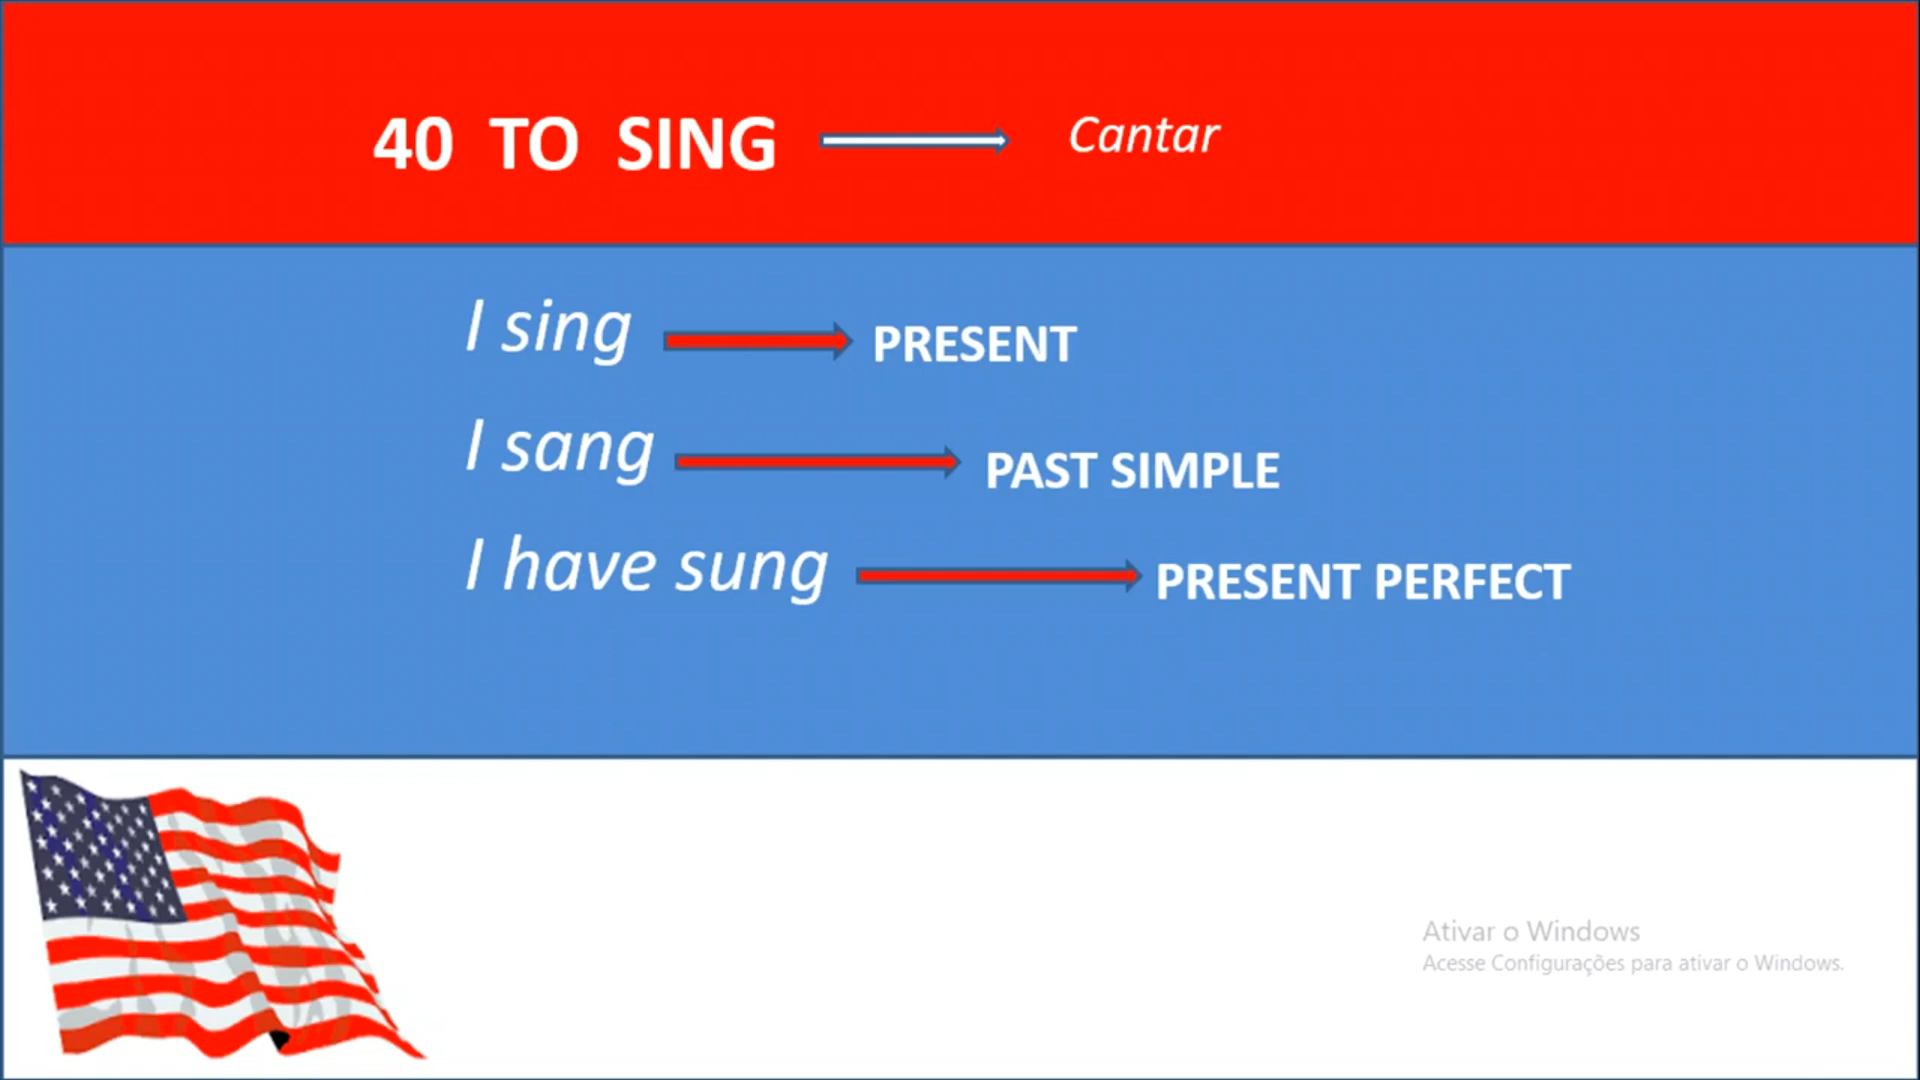 40 TO SING Cantar
I sing PRESENT
I sang PAST SIMPLE
I have sung PRESENT PERFECT
Ativar o Windows
Acesse Configurações para ativar o Windows.